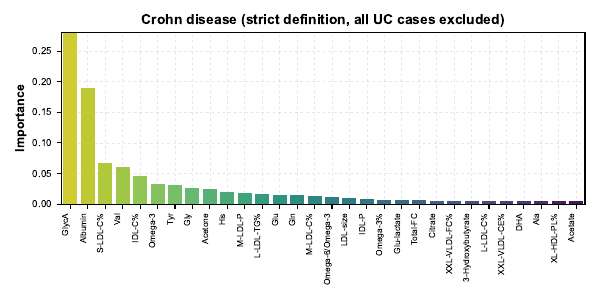 Crohn disease (strict definition, all UC cases excluded)
Importance
0.25
0.20
0.15
0.10
0.05
0.00
GlycA
Albumin
S-LDL-C%
Val
IDL-C%
Omega-3
Tyr
Gly
Acetone
His
M-LDL-P
L-LDL-TG%
Glu
Gln
M-LDL-C%
Omega-6/Omega-3
LDL-size
IDL-P
Omega-3%
Glu-lactate
Total-FC
Citrate
XXL-VLDL-FC%
3-Hydroxybutyrate
L-LDL-C%
XXL-VLDL-CE%
DHA
Ala
XL-HDL-PL%
Acetate